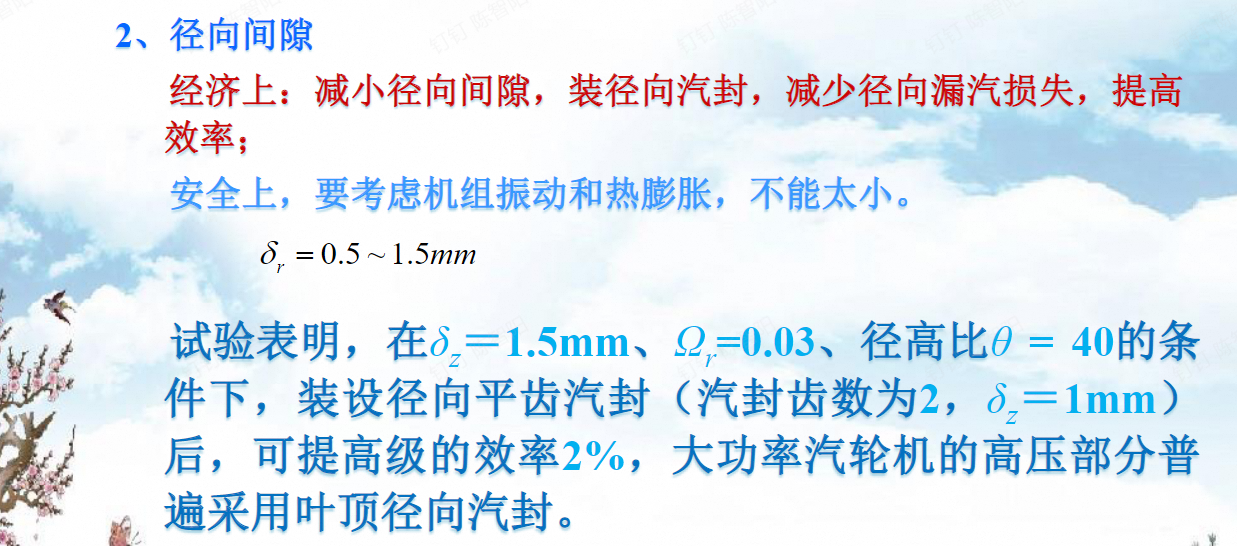 2、径向间隙
经济上：减小径向间隙，装径向汽封，减少径向漏汽损失，提高
效率；
安全上，要考虑机组振动和热膨胀，不能太小。
δr = 0.5 ~ 1.5mm
试验表明，在δz＝1.5mm、Ωr=0.03、径高比θ = 40的条
件下，装设径向平齿汽封（汽封齿数为2，δz＝1mm）
后，可提高级的效率2%，大功率汽轮机的高压部分普
遍采用叶顶径向汽封。